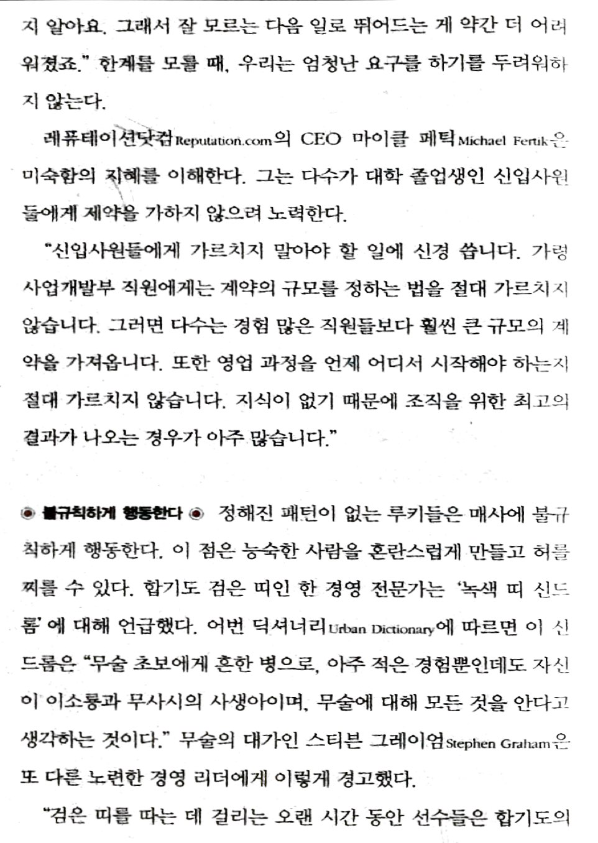 지 알아요. 그래서 잘 모르는 다음 일로 뛰어드는 게 약간 더 어려
워졌죠.” 한계를 모를 때, 우리는 엄청난 요구를 하기를 두려워하
지 않는다.
레퓨테이션닷컴Reputation.com의 CEO 마이클 페틱Michael Fertik은
미숙함의 지혜를 이해한다. 그는 다수가 대학 졸업생인 신입사원
들에게 제약을 가하지 않으려 노력한다.
“신입사원들에게 가르치지 말아야 할 일에 신경 씁니다. 가령
사업개발부 직원에게는 계약의 규모를 정하는 법을 절대 가르치지
않습니다. 그러면 다수는 경험 많은 직원들보다 훨씬 큰 규모의 계
약을 가져옵니다. 또한 영업 과정을 언제 어디서 시작해야 하는지
절대 가르치지 않습니다. 지식이 없기 때문에 조직을 위한 최고의
결과가 나오는 경우가 아주 많습니다.”
◉ 불규칙하게 행동한다 ◉ 정해진 패턴이 없는 루키들은 매사에 불규
칙하게 행동한다. 이 점은 능숙한 사람을 혼란스럽게 만들고 허를
찌를 수 있다. 합기도 검은 띠인 한 경영 전문가는 ‘녹색 띠 신드
롬’에 대해 언급했다. 어번 딕셔너리Urban Dictionary에 따르면 이 신
드롬은 “무술 초보에게 흔한 병으로, 아주 적은 경험뿐인데도 자신
이 이소룡과 무사시의 사생아이며, 무술에 대해 모든 것을 안다고
생각하는 것이다.” 무술의 대가인 스티븐 그레이엄Stephen Graham은
또 다른 노련한 경영 리더에게 이렇게 경고했다.
“검은 띠를 따는 데 걸리는 오랜 시간 동안 선수들은 합기도의